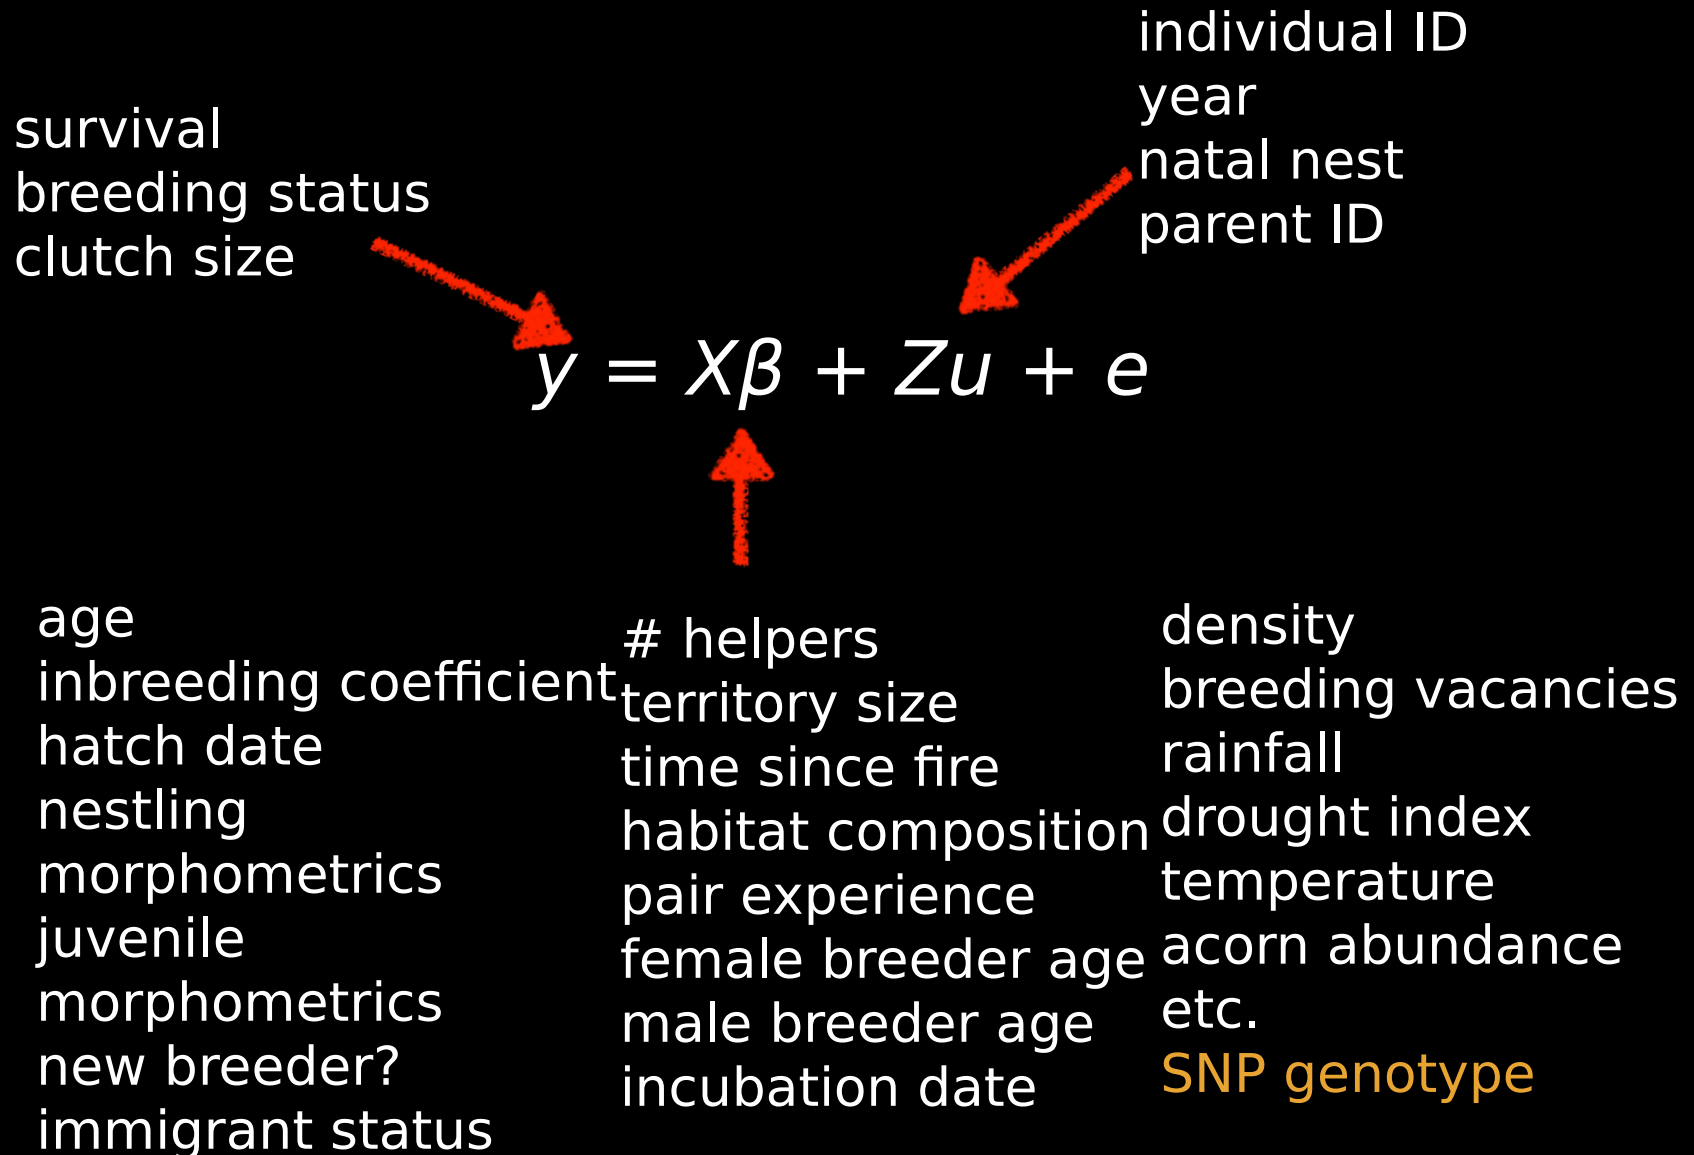 individual ID
year
natal nest
parent ID
survival
breeding status
clutch size
y = Xβ + Zu + e
age
inbreeding coefficient
hatch date
nestling
morphometrics
juvenile
morphometrics
new breeder?
immigrant status
# helpers
territory size
time since fire
habitat composition
pair experience
female breeder age
male breeder age
incubation date
density
breeding vacancies
rainfall
drought index
temperature
acorn abundance
etc.
SNP genotype